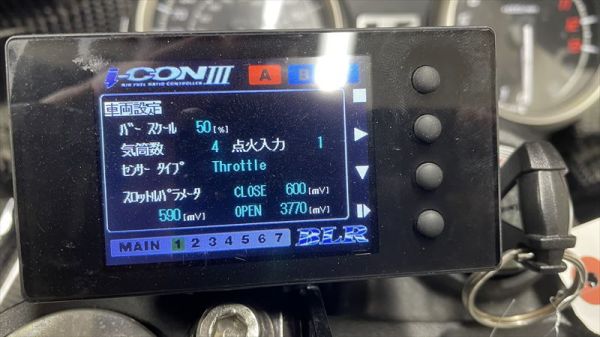 i-CONIII A B
AIR FUEL RATIO CONTROLLER
車両設定
バー スケール 50[%]
気筒数 4 点火入力 1
センサー タイプ Throttle
スロットルパラメータ CLOSE 600[mV]
590[mV] OPEN 3770[mV]
MAIN 1 2 3 4 5 6 7 BLR